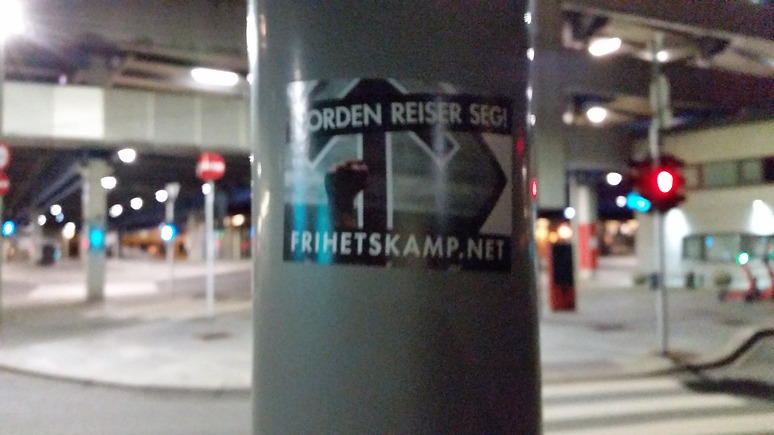 NORDEN REISER SEG!
FRIHETSKAMP.NET